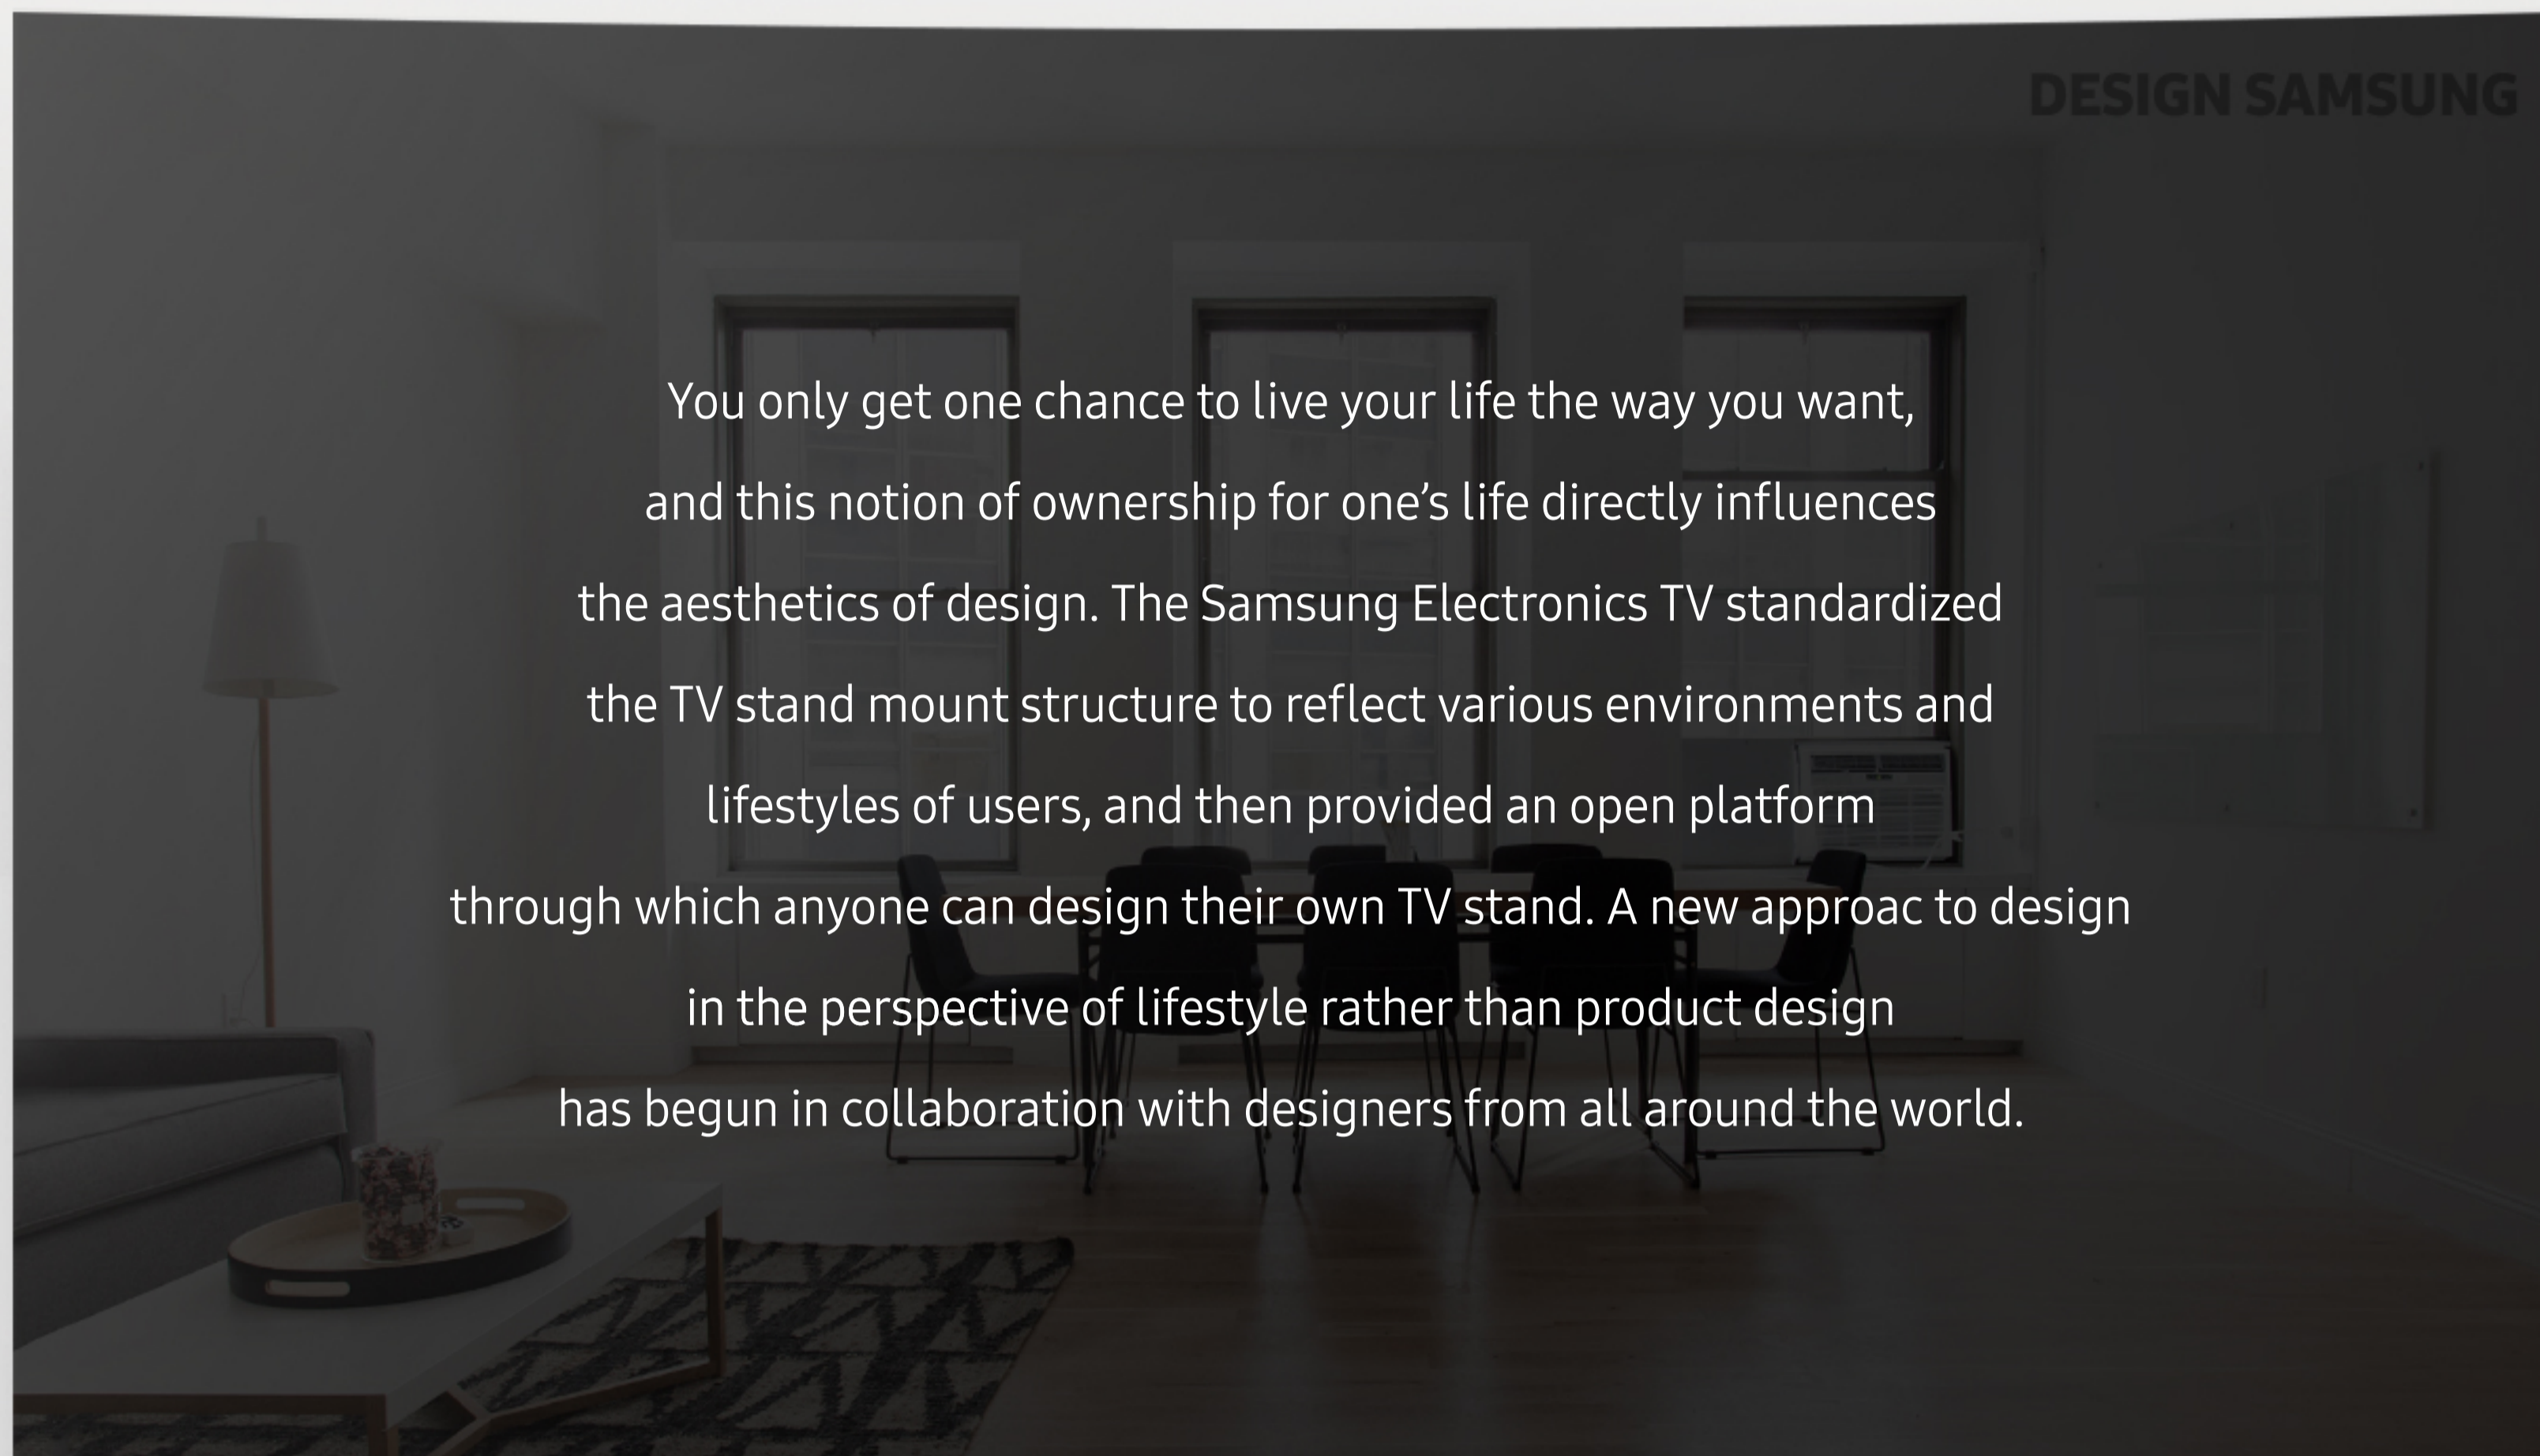 DESIGN SAMSUNG
You only get one chance to live your life the way you want,
and this notion of ownership for one’s life directly influences
the aesthetics of design. The Samsung Electronics TV standardized
the TV stand mount structure to reflect various environments and
lifestyles of users, and then provided an open platform
through which anyone can design their own TV stand. A new approac to design
in the perspective of lifestyle rather than product design
has begun in collaboration with designers from all around the world.